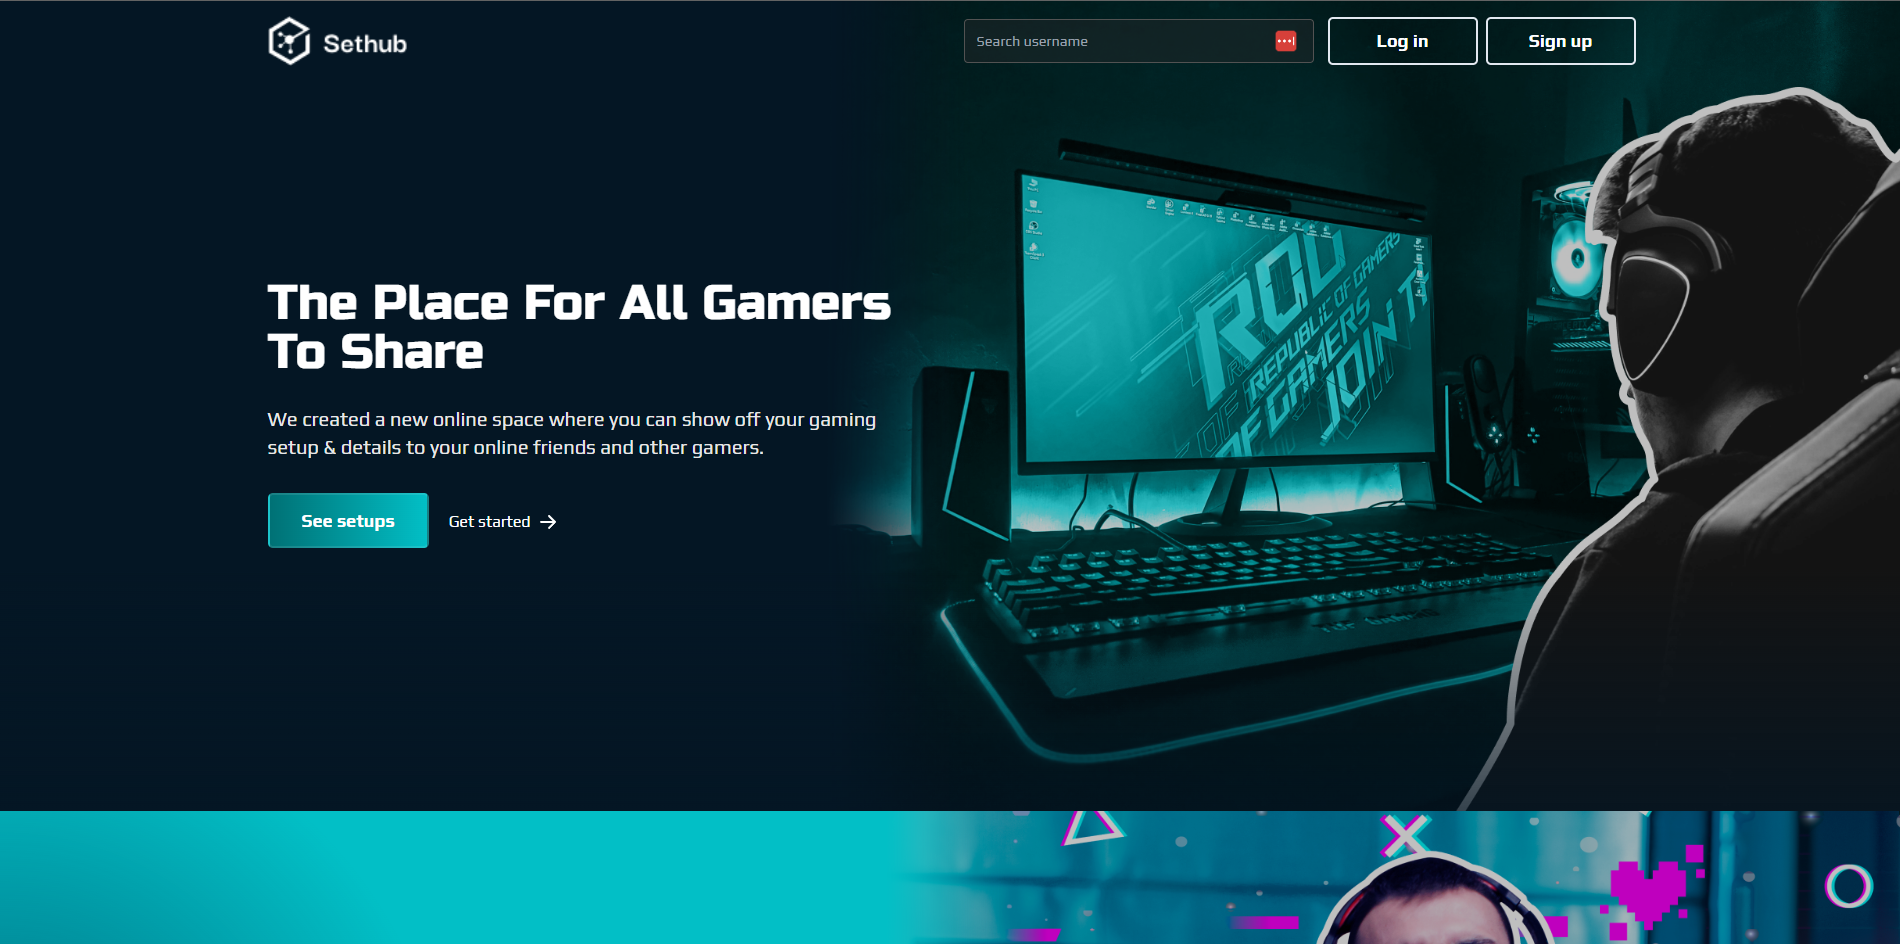 Sethub
Search username
Log in
Sign up
The Place For All Gamers
To Share
We created a new online space where you can show off your gaming
setup & details to your online friends and other gamers.
See setups
Get started
REPUBLIC OF GAMERS
OF GAMERS
JOIN T
OF GAMERS